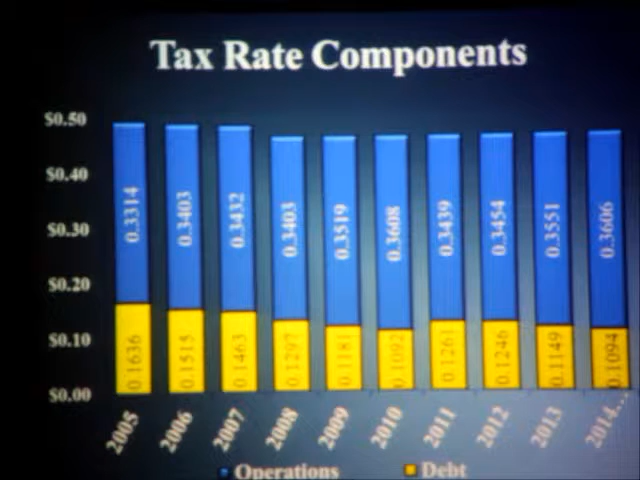 Tax Rate Components
$0.50
$0.40
$0.30
$0.20
$0.10
$0.00
0.3314 0.3403 0.3432 0.3403 0.3519 0.3608 0.3439 0.3454 0.3551 0.3606
0.1636 0.1515 0.1463 0.1297 0.1181 0.1092 0.1261 0.1246 0.1149 0.1094
2005 2006 2007 2008 2009 2010 2011 2012 2013 2014...
Operations Debt